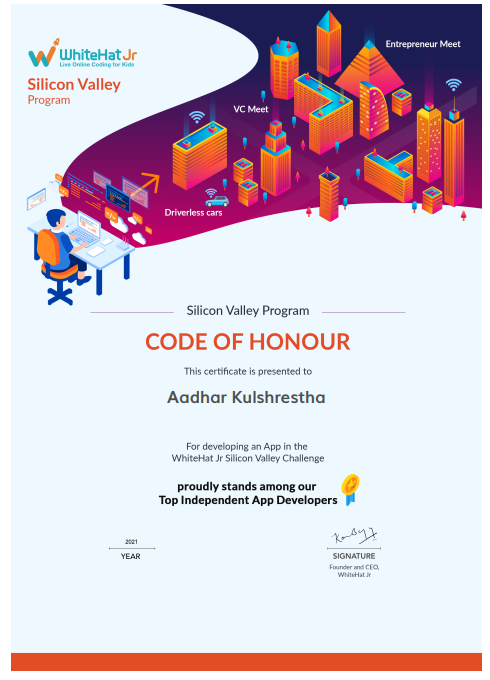 WhiteHat Jr
Live Online Coding for Kids
Silicon Valley
Program
Entrepreneur Meet
VC Meet
Driverless cars
Silicon Valley Program
CODE OF HONOUR
This certificate is presented to
Aadhar Kulshrestha
For developing an App in the
WhiteHat Jr Silicon Valley Challenge
proudly stands among our
Top Independent App Developers
2021
YEAR
SIGNATURE
Founder and CEO,
WhiteHat Jr